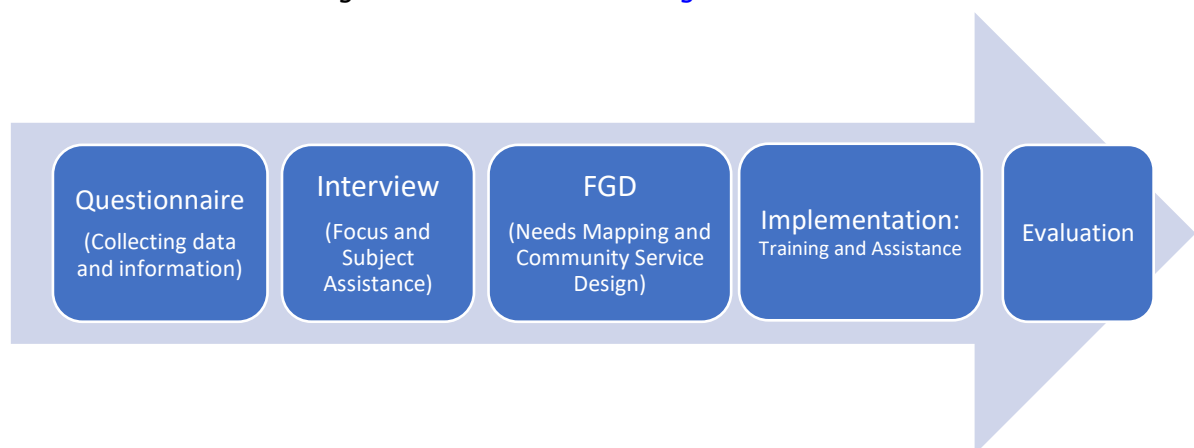 Questionnaire
(Collecting data
and information)
Interview
(Focus and
Subject
Assistance)
FGD
(Needs Mapping and
Community Service
Design)
Implementation:
Training and Assistance
Evaluation